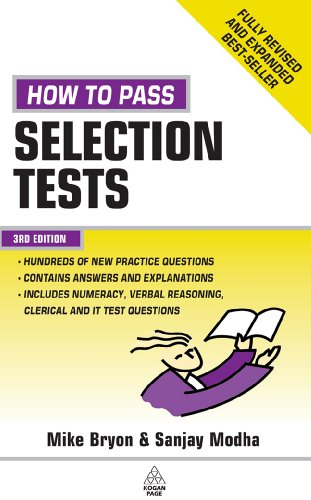 FULLY REVISED
AND EXPANDED
BEST-SELLER
HOW TO PASS
SELECTION
TESTS
3RD EDITION
• HUNDREDS OF NEW PRACTICE QUESTIONS
• CONTAINS ANSWERS AND EXPLANATIONS
• INCLUDES NUMERACY, VERBAL REASONING,
CLERICAL AND IT TEST QUESTIONS
Mike Bryon & Sanjay Modha
KOGAN
PAGE